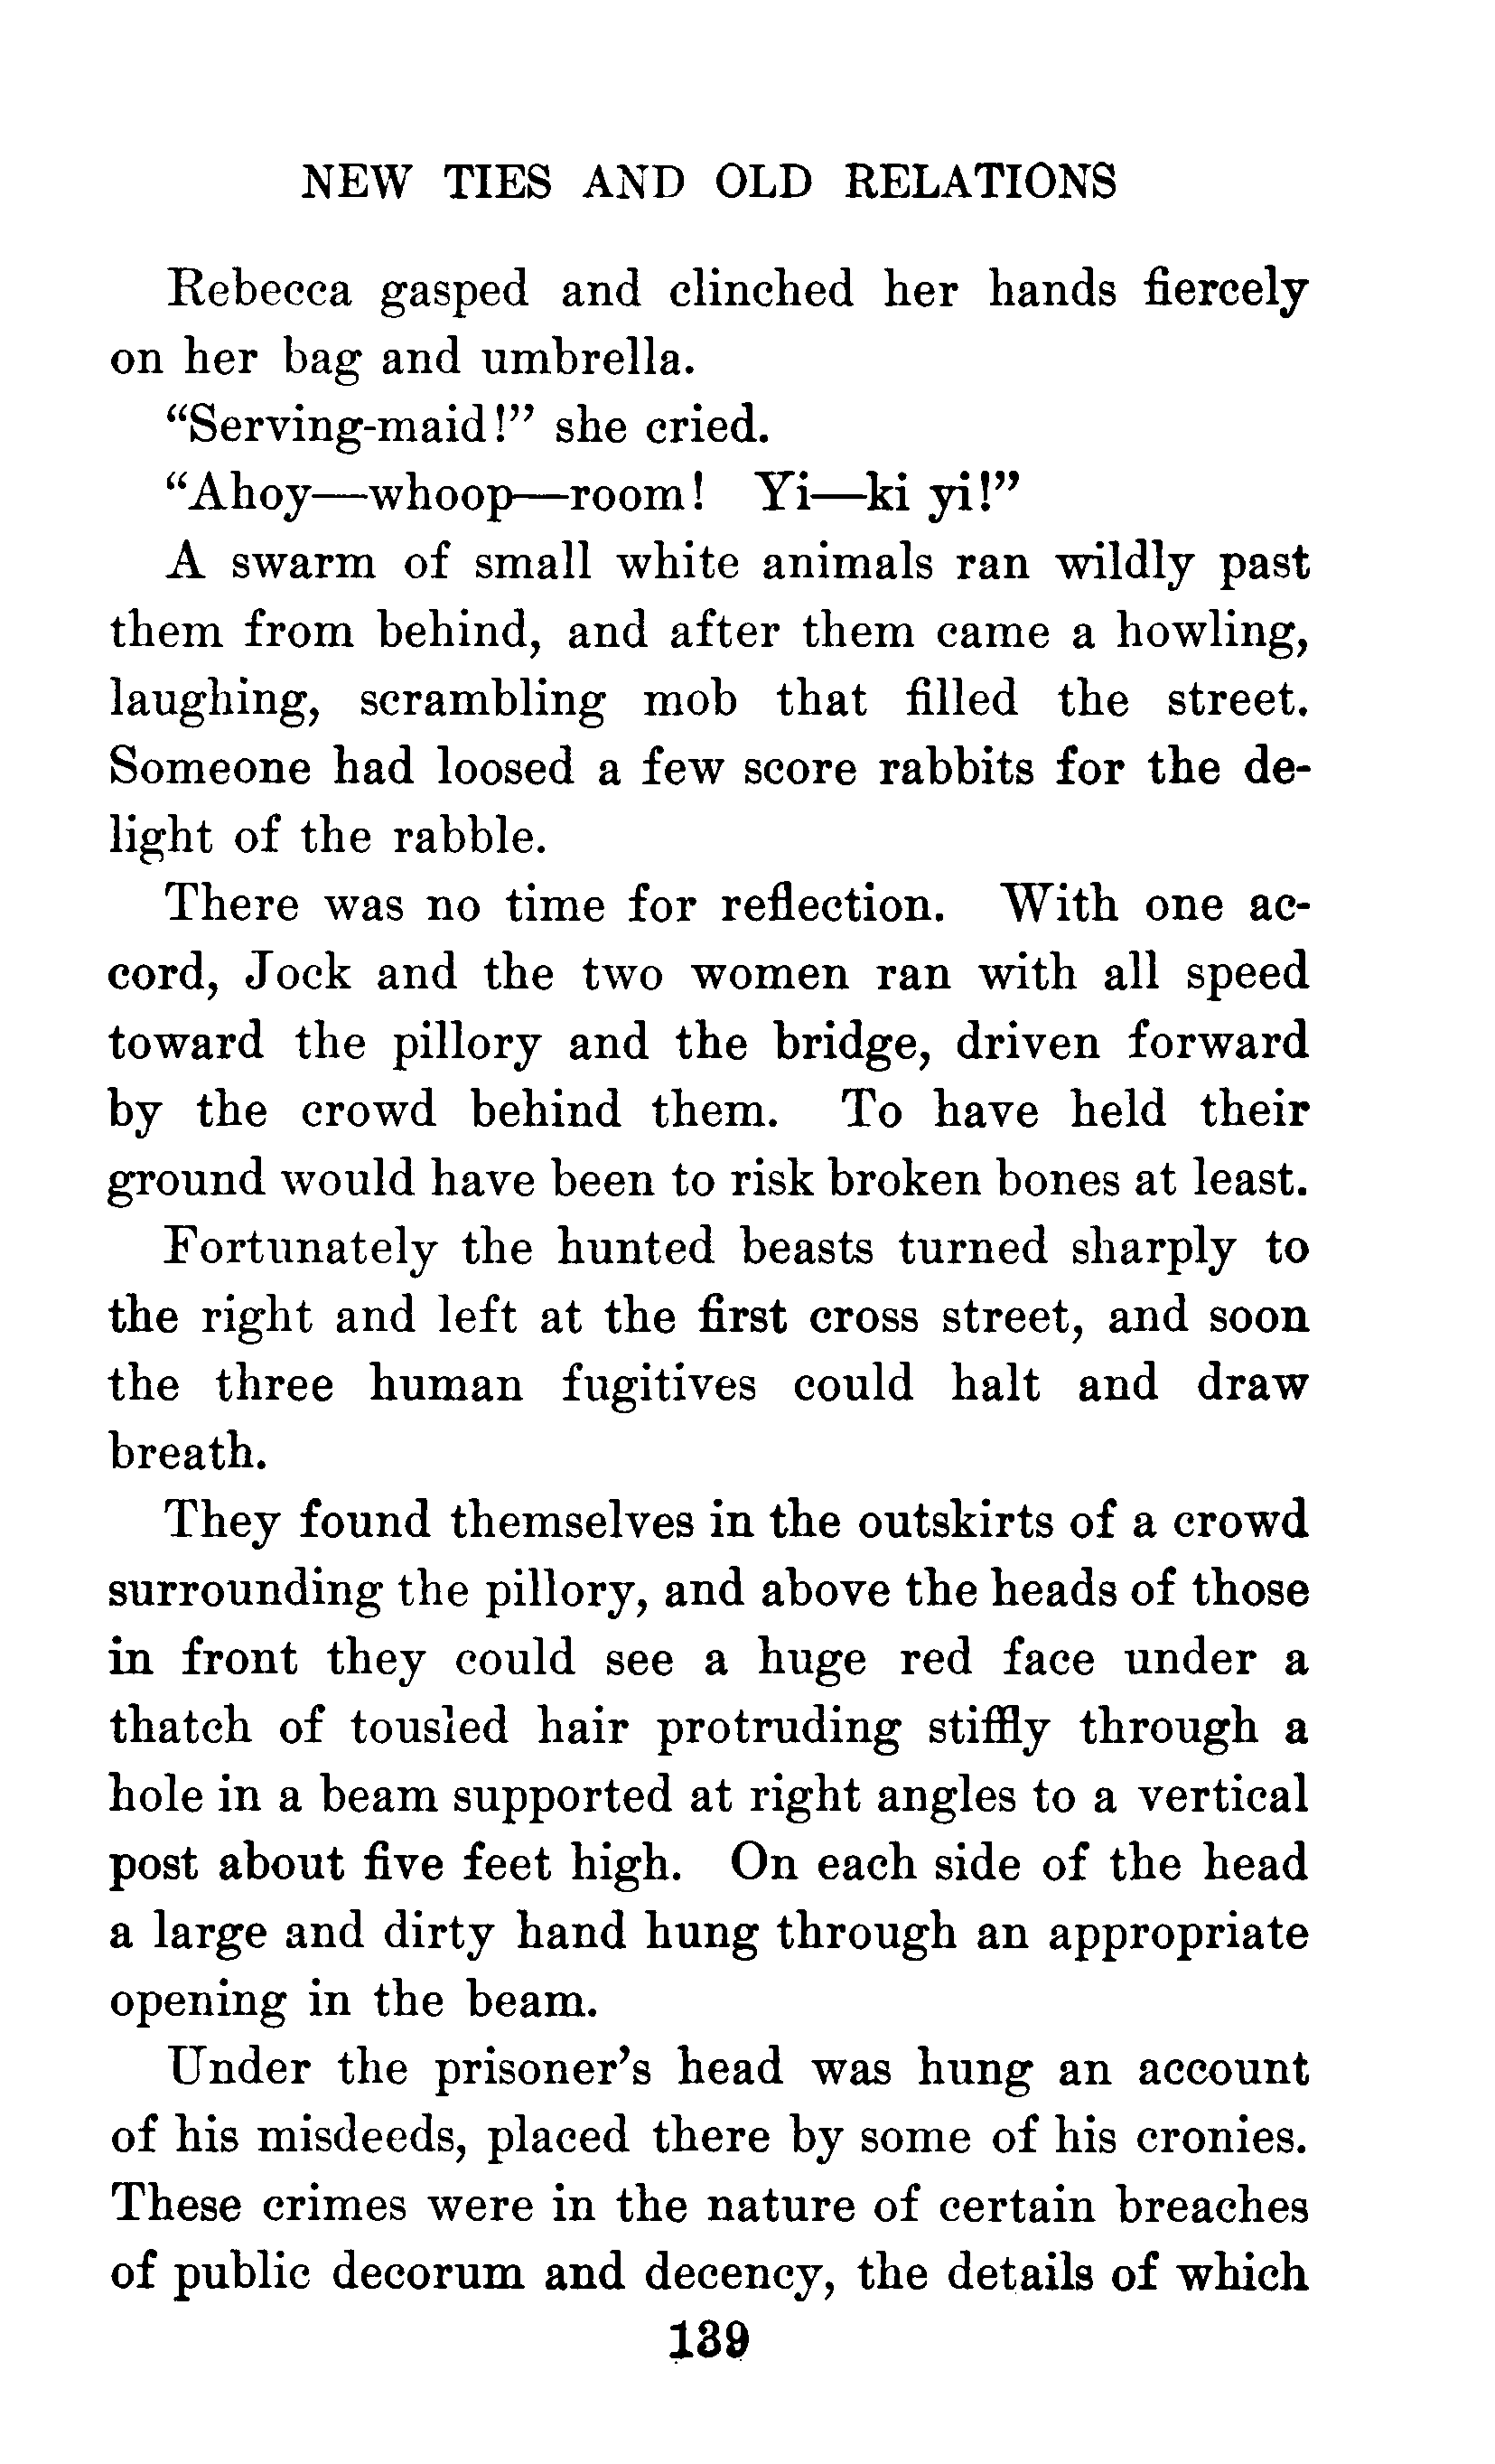 NEW TIES AND OLD RELATIONS
Rebecca gasped and clinched her hands fiercely
on her bag and umbrella.
“Serving-maid!” she cried.
“Ahoy—whoop—room! Yi—ki yi!”
A swarm of small white animals ran wildly past
them from behind, and after them came a howling,
laughing, scrambling mob that filled the street.
Someone had loosed a few score rabbits for the de-
light of the rabble.
There was no time for reflection. With one ac-
cord, Jock and the two women ran with all speed
toward the pillory and the bridge, driven forward
by the crowd behind them. To have held their
ground would have been to risk broken bones at least.
Fortunately the hunted beasts turned sharply to
the right and left at the first cross street, and soon
the three human fugitives could halt and draw
breath.
They found themselves in the outskirts of a crowd
surrounding the pillory, and above the heads of those
in front they could see a huge red face under a
thatch of tousled hair protruding stiffly through a
hole in a beam supported at right angles to a vertical
post about five feet high. On each side of the head
a large and dirty hand hung through an appropriate
opening in the beam.
Under the prisoner’s head was hung an account
of his misdeeds, placed there by some of his cronies.
These crimes were in the nature of certain breaches
of public decorum and decency, the details of which
139